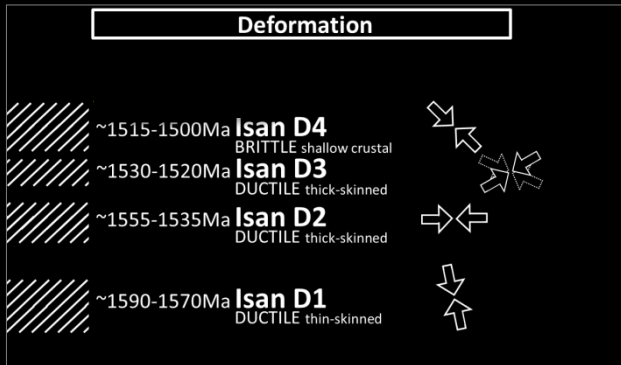 Deformation
~1515-1500Ma Isan D4
BRITTLE shallow crustal
~1530-1520Ma Isan D3
DUCTILE thick-skinned
~1555-1535Ma Isan D2
DUCTILE thick-skinned
~1590-1570Ma Isan D1
DUCTILE thin-skinned